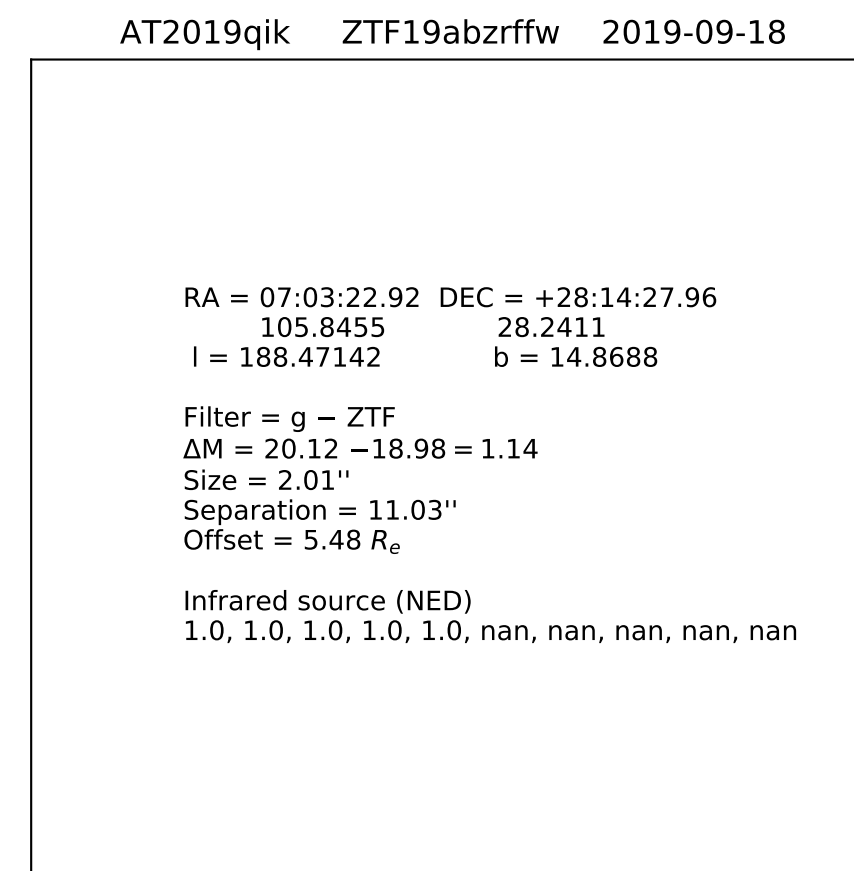 AT2019qik ZTF19abzrffw 2019-09-18
RA = 07:03:22.92 DEC = +28:14:27.96
105.8455 28.2411
l = 188.47142 b = 14.8688
Filter = g − ZTF
ΔM = 20.12 −18.98 = 1.14
Size = 2.01''
Separation = 11.03''
Offset = 5.48 Re
Infrared source (NED)
1.0, 1.0, 1.0, 1.0, 1.0, nan, nan, nan, nan, nan